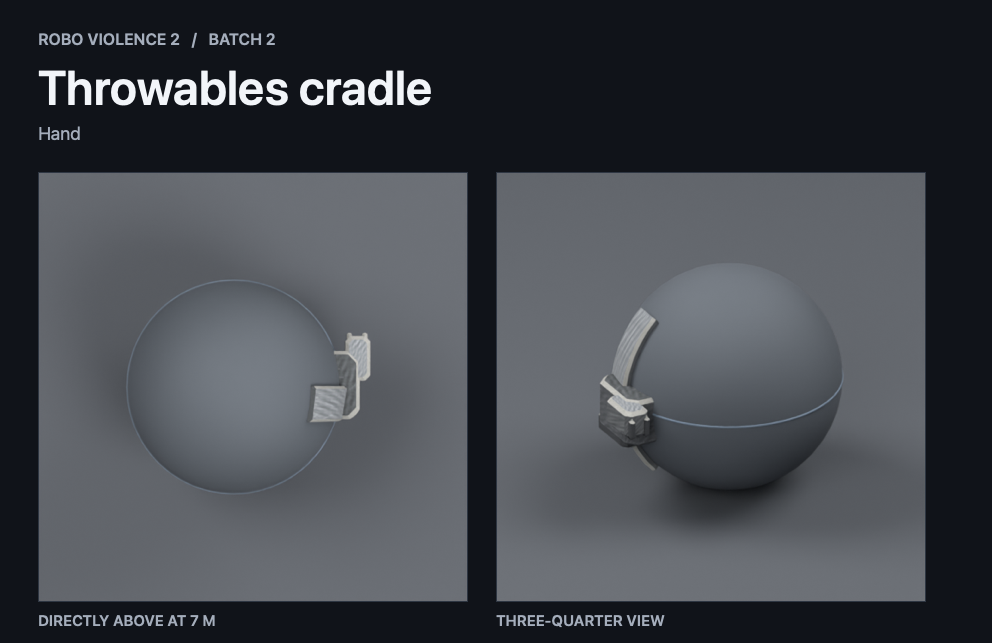 ROBO VIOLENCE 2 / BATCH 2
Throwables cradle
Hand
DIRECTLY ABOVE AT 7 M
THREE-QUARTER VIEW